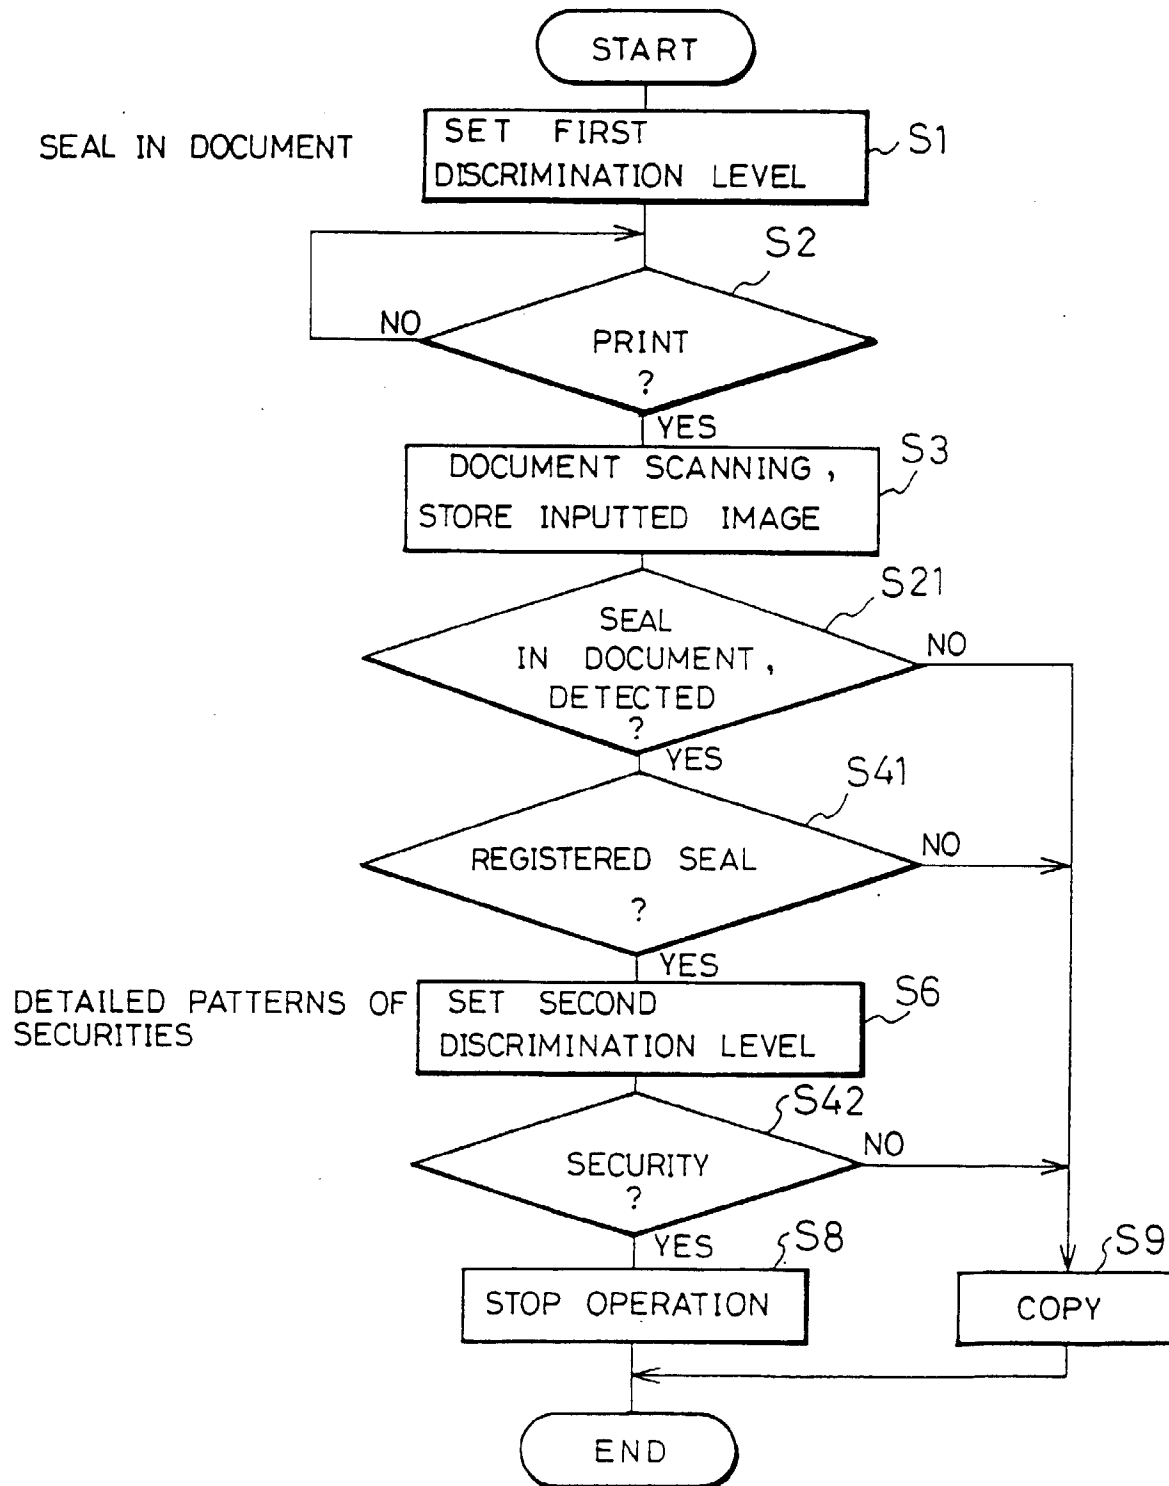 START
SEAL IN DOCUMENT
SET FIRST
DISCRIMINATION LEVEL
S1
S2
NO
PRINT
?
YES
S3
DOCUMENT SCANNING,
STORE INPUTTED IMAGE
S21
SEAL
IN DOCUMENT,
DETECTED
?
NO
YES
S41
REGISTERED SEAL
?
NO
YES
DETAILED PATTERNS OF
SECURITIES
SET SECOND
DISCRIMINATION LEVEL
S6
S42
SECURITY
?
NO
YES
S8
STOP OPERATION
S9
COPY
END